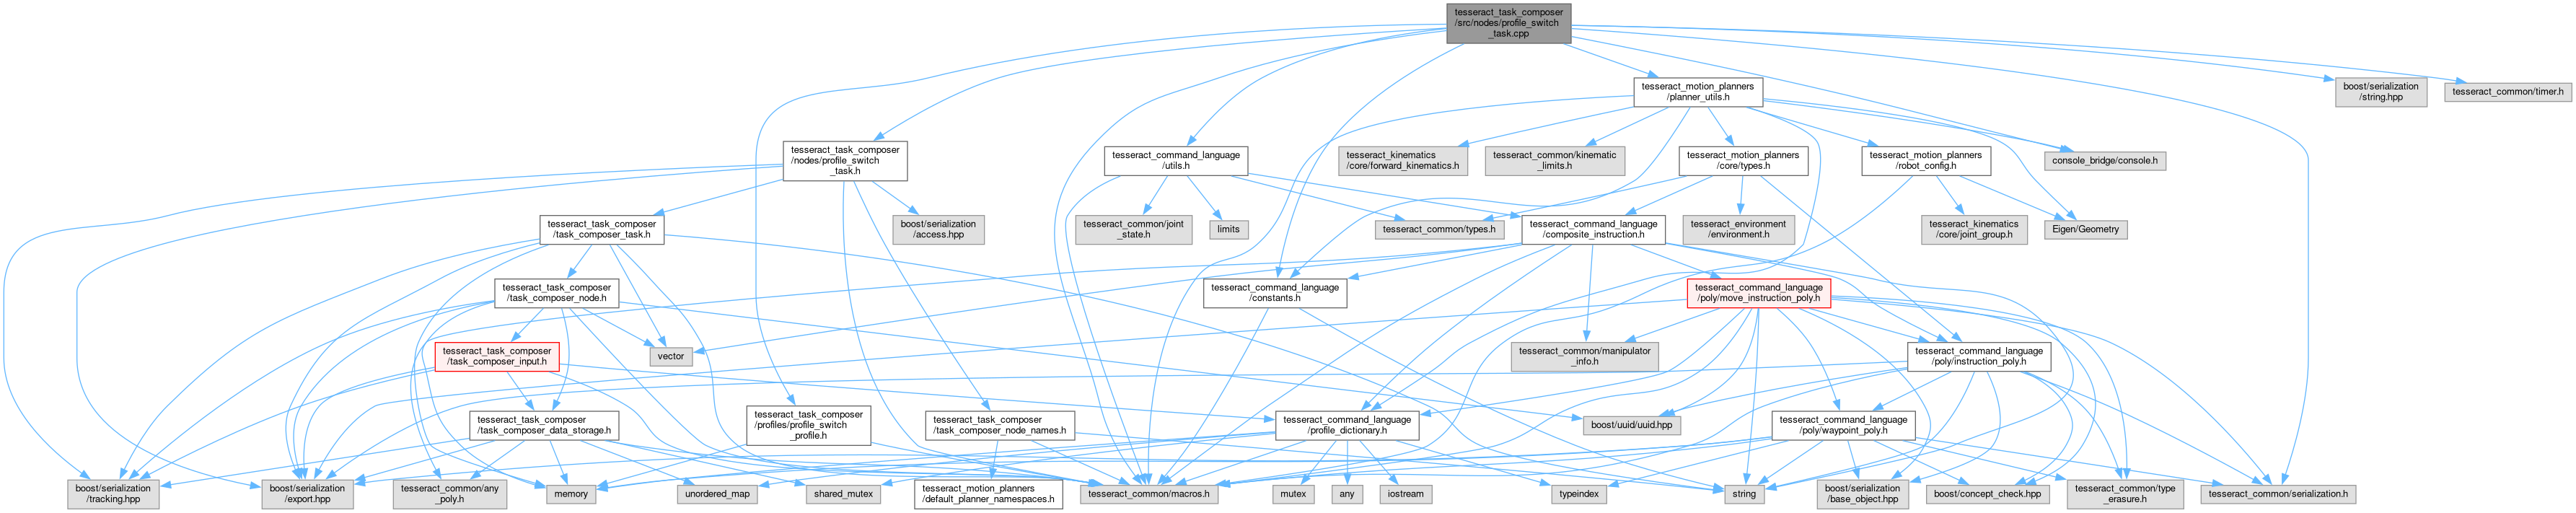 tesseract_task_composer
/src/nodes/profile_switch
_task.cpp
tesseract_motion_planners
/planner_utils.h
boost/serialization
/string.hpp
tesseract_common/timer.h
tesseract_task_composer
/nodes/profile_switch
_task.h
tesseract_command_language
/utils.h
tesseract_kinematics
/core/forward_kinematics.h
tesseract_common/kinematic
_limits.h
tesseract_motion_planners
/core/types.h
tesseract_motion_planners
/robot_config.h
console_bridge/console.h
tesseract_task_composer
/task_composer_task.h
boost/serialization
/access.hpp
tesseract_common/joint
_state.h
limits
tesseract_common/types.h
tesseract_command_language
/composite_instruction.h
tesseract_environment
/environment.h
tesseract_kinematics
/core/joint_group.h
Eigen/Geometry
tesseract_task_composer
/task_composer_node.h
tesseract_command_language
/constants.h
tesseract_command_language
/poly/move_instruction_poly.h
tesseract_task_composer
/task_composer_input.h
vector
tesseract_common/manipulator
_info.h
tesseract_command_language
/poly/instruction_poly.h
tesseract_task_composer
/task_composer_data_storage.h
tesseract_task_composer
/profiles/profile_switch
_profile.h
tesseract_task_composer
/task_composer_node_names.h
tesseract_command_language
/profile_dictionary.h
boost/uuid/uuid.hpp
tesseract_command_language
/poly/waypoint_poly.h
boost/serialization
/tracking.hpp
boost/serialization
/export.hpp
tesseract_common/any
_poly.h
memory
unordered_map
shared_mutex
tesseract_motion_planners
/default_planner_namespaces.h
tesseract_common/macros.h
mutex
any
iostream
typeindex
string
boost/serialization
/base_object.hpp
boost/concept_check.hpp
tesseract_common/type
_erasure.h
tesseract_common/serialization.h